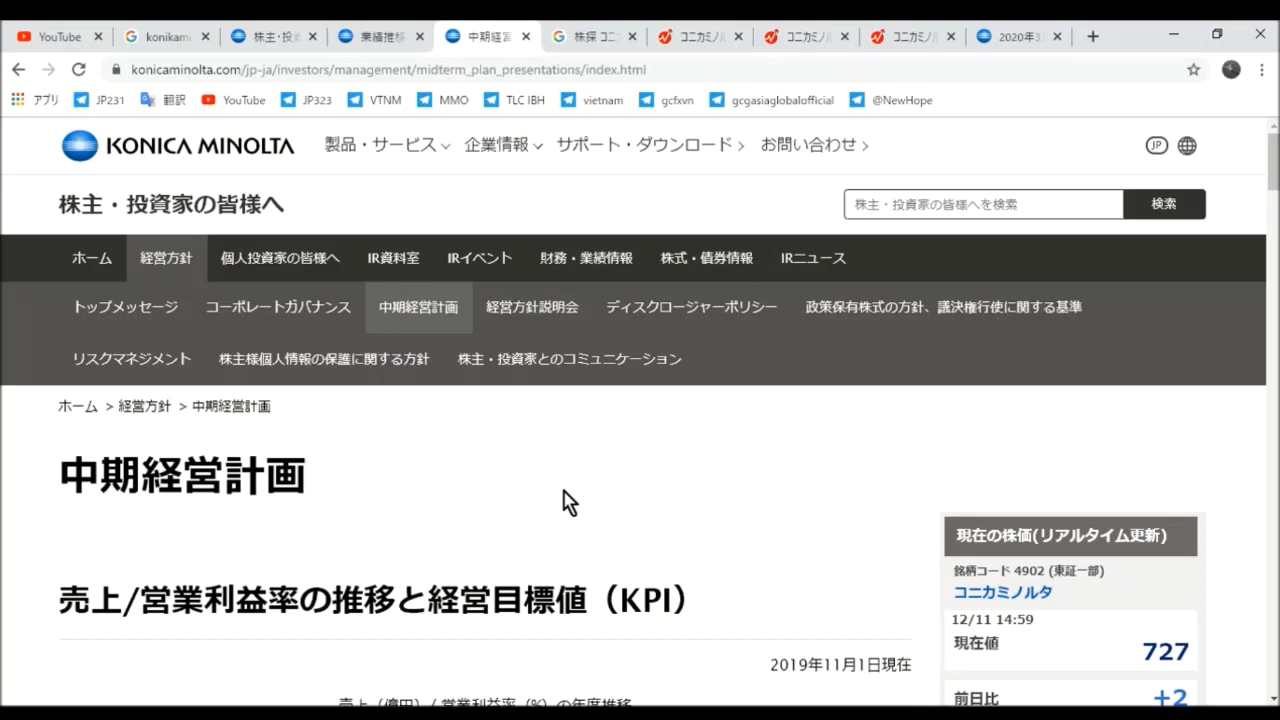 YouTube
konikam
株主・投
業績推移
中期経営
株探 コニ
コニカミノル
コニカミノル
コニカミノル
2020年3
konicaminolta.com/jp-ja/investors/management/midterm_plan_presentations/index.html
アプリ JP231 翻訳 YouTube JP323 VTNM MMO TLC IBH vietnam gcfxvn gcgasiaglobalofficial @NewHope
KONICA MINOLTA 製品・サービス 企業情報 サポート・ダウンロード お問い合わせ JP
株主・投資家の皆様へ 株主・投資家の皆様へを検索 検索
ホーム 経営方針 個人投資家の皆様へ IR資料室 IRイベント 財務・業績情報 株式・債券情報 IRニュース
トップメッセージ コーポレートガバナンス 中期経営計画 経営方針説明会 ディスクロージャーポリシー 政策保有株式の方針、議決権行使に関する基準
リスクマネジメント 株主様個人情報の保護に関する方針 株主・投資家とのコミュニケーション
ホーム > 経営方針 > 中期経営計画
中期経営計画
売上/営業利益率の推移と経営目標値（KPI）
2019年11月1日現在
売上（億円）/ 営業利益率（%）の年度推移
現在の株価(リアルタイム更新)
銘柄コード 4902 (東証一部)
コニカミノルタ
12/11 14:59
現在値 727
前日比 +2